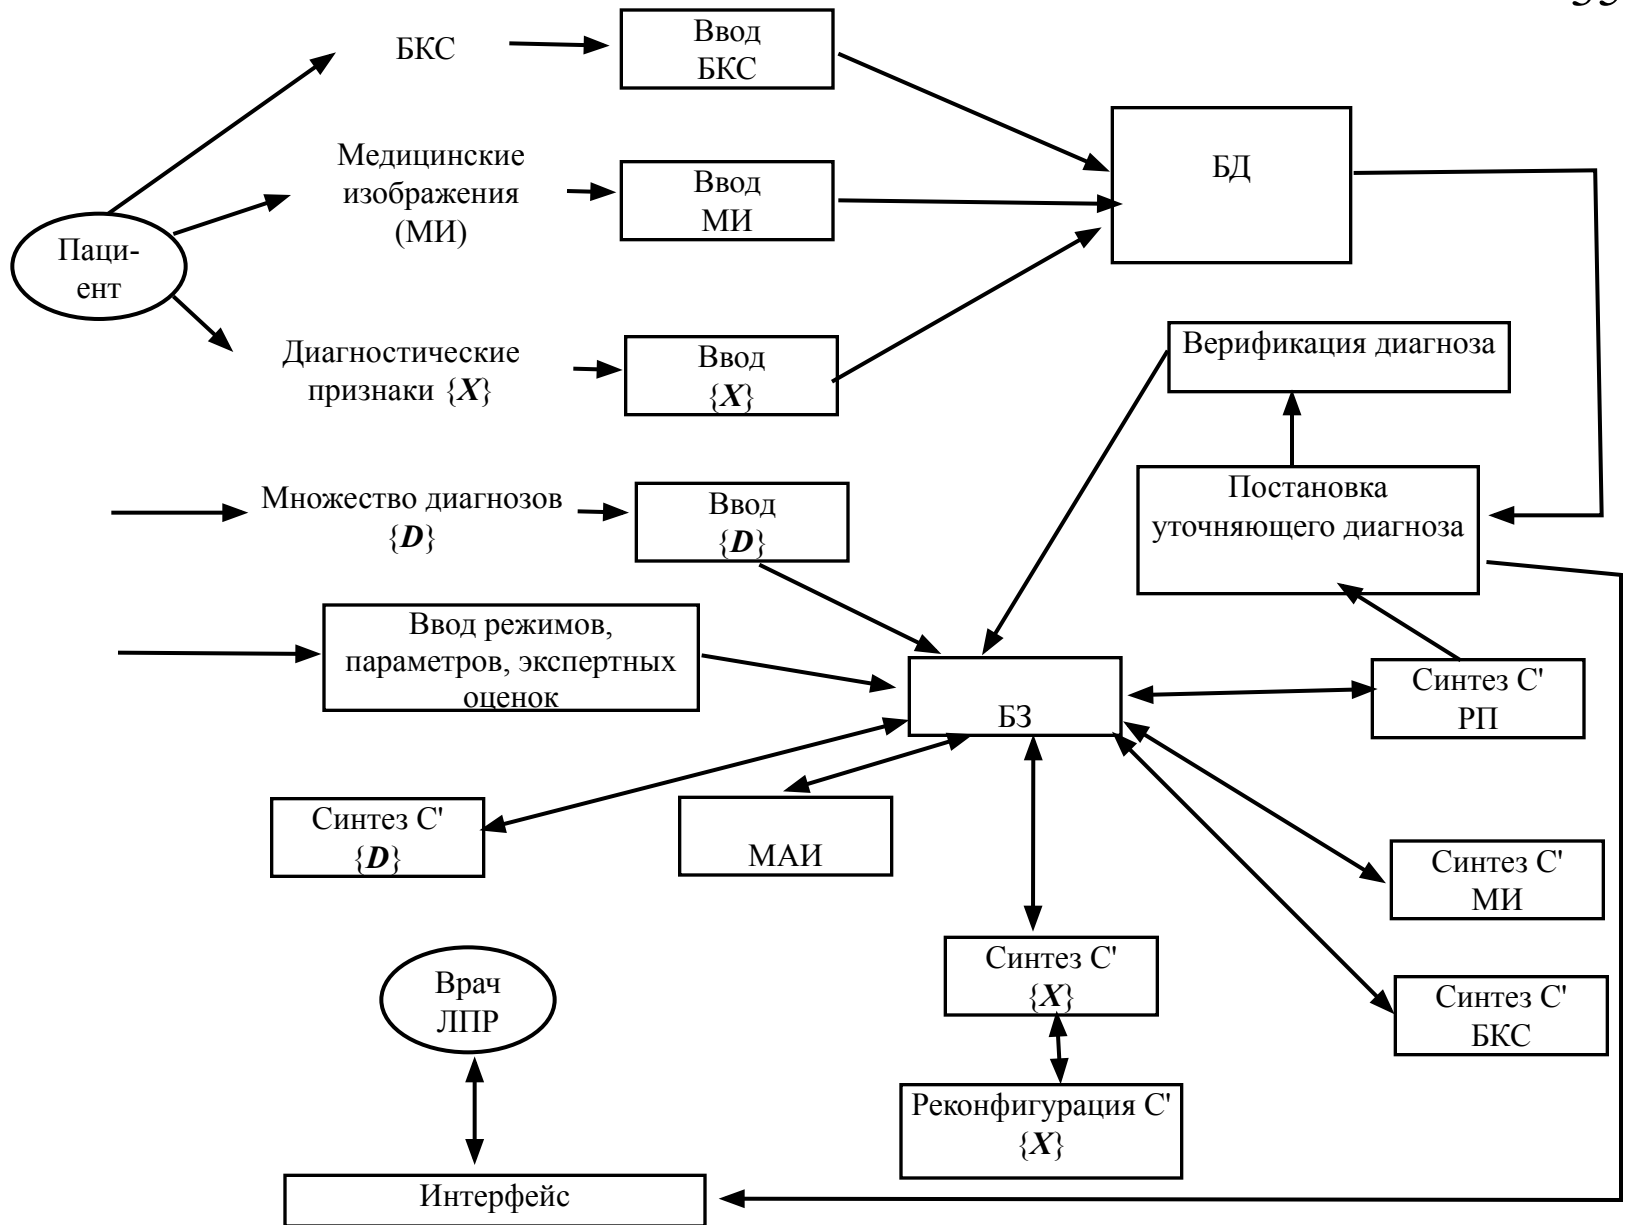 БКС
Ввод
БКС
Медицинские
изображения
(МИ)
Ввод
МИ
БД
Паци-
ент
Диагностические
признаки {X}
Ввод
{X}
Верификация диагноза
Множество диагнозов
{D}
Ввод
{D}
Постановка
уточняющего диагноза
Ввод режимов,
параметров, экспертных
оценок
БЗ
Синтез С'
РП
Синтез С'
{D}
МАИ
Синтез С'
МИ
Синтез С'
{X}
Синтез С'
БКС
Врач
ЛПР
Реконфигурация С'
{X}
Интерфейс